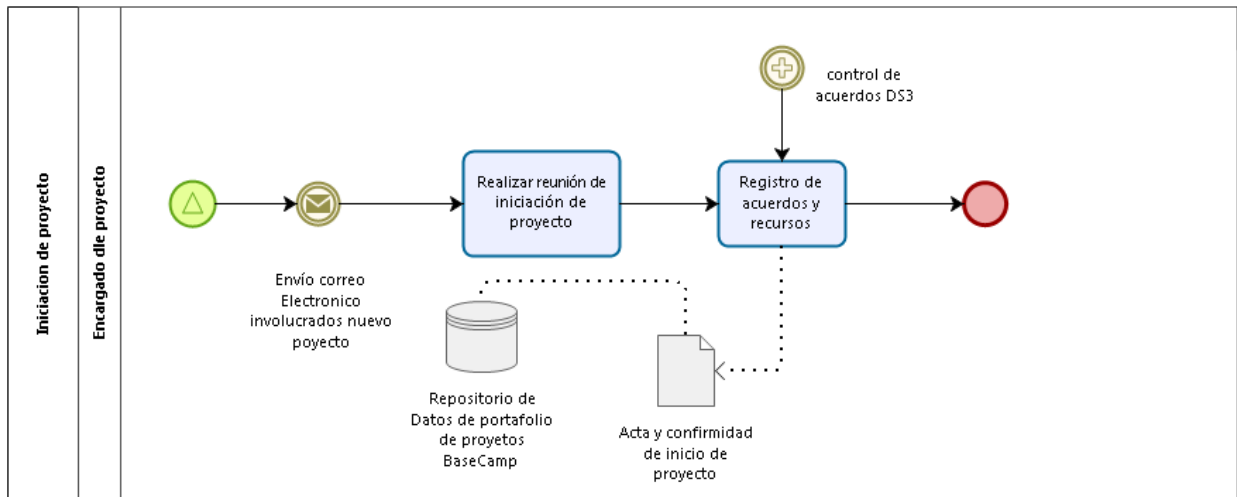 Iniciacion de proyecto
Encargado dle proyecto
control de
acuerdos DS3
Realizar reunión de
iniciación de
proyecto
Registro de
acuerdos y
recursos
Envío correo
Electronico
involucrados nuevo
poyecto
Repositorio de
Datos de portafolio
de proyetos
BaseCamp
Acta y confirmidad
de inicio de
proyecto